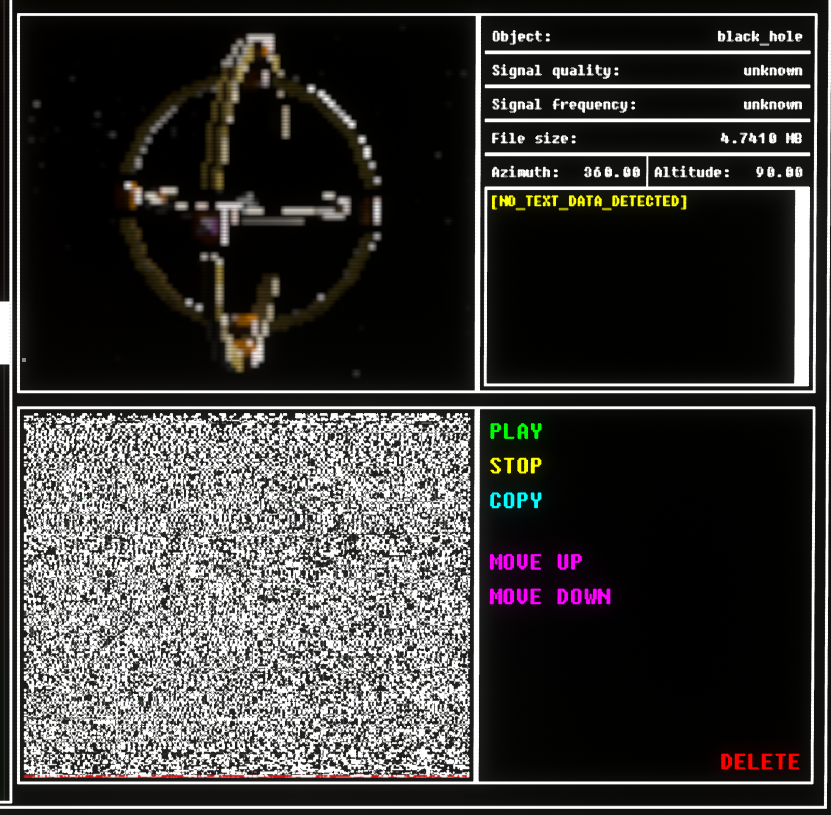 Object: black_hole
Signal quality: unknown
Signal frequency: unknown
File size: 4.7410 MB
Azimuth: 360.00 Altitude: 90.00
[NO_TEXT_DATA_DETECTED]
PLAY
STOP
COPY
MOVE UP
MOVE DOWN
DELETE